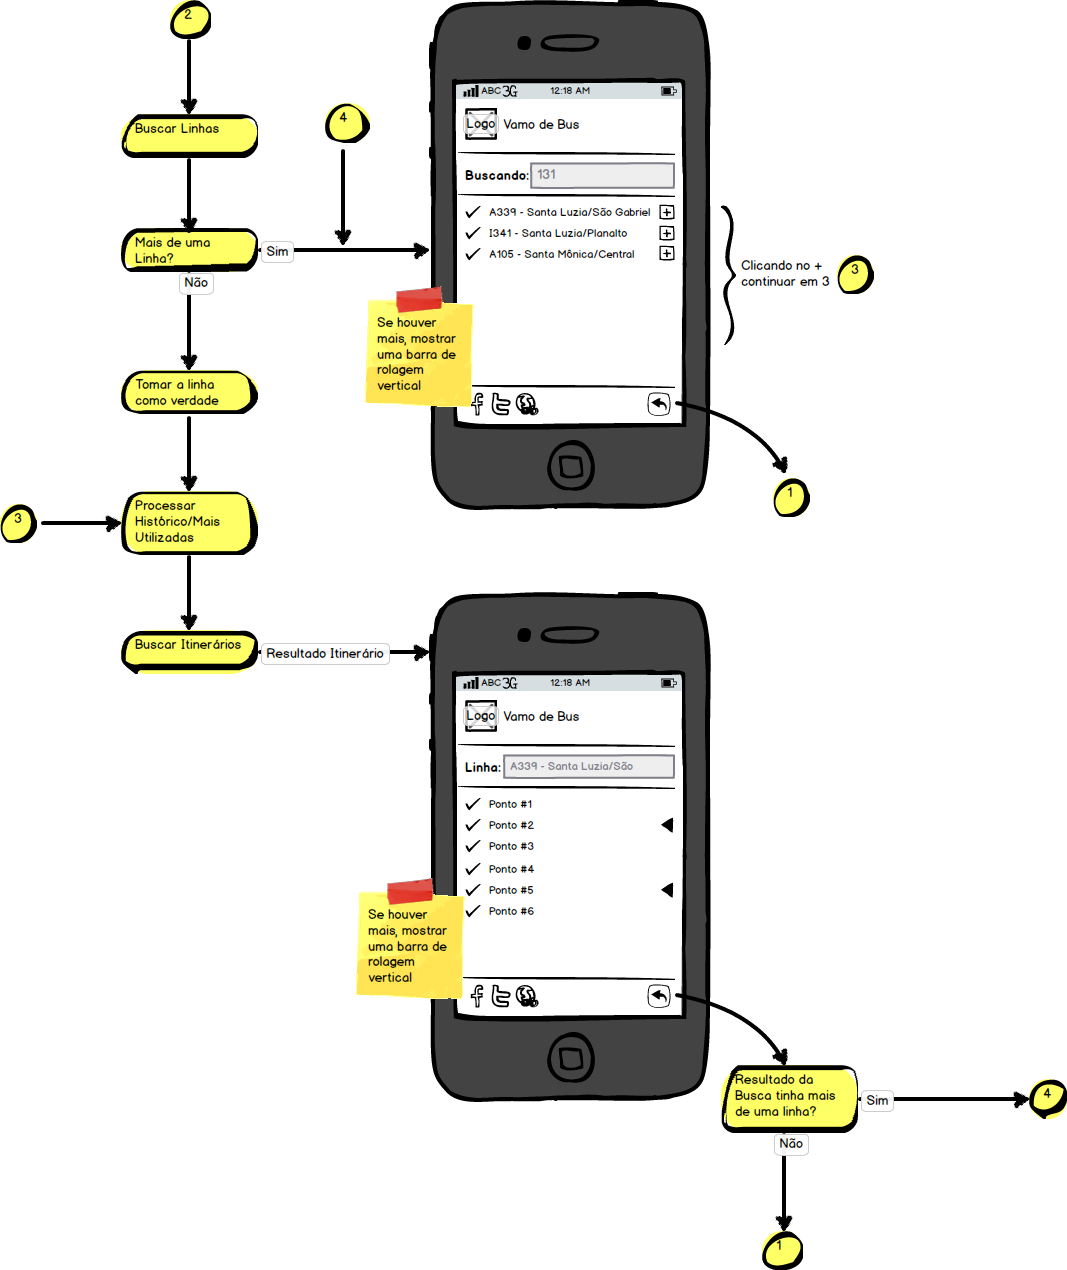 2
Buscar Linhas
4
Mais de uma
Linha?
Sim
Não
ABC 3G 12:18 AM
Logo Vamo de Bus
Buscando: 131
A339 - Santa Luzia/São Gabriel
I341 - Santa Luzia/Planalto
A105 - Santa Mônica/Central
Clicando no +
continuar em 3
3
Se houver
mais, mostrar
uma barra de
rolagem
vertical
1
Tomar a linha
como verdade
3
Processar
Histórico/Mais
Utilizadas
Buscar Itinerários
Resultado Itinerário
ABC 3G 12:18 AM
Logo Vamo de Bus
Linha: A339 - Santa Luzia/São
Ponto #1
Ponto #2
Ponto #3
Ponto #4
Ponto #5
Ponto #6
Se houver
mais, mostrar
uma barra de
rolagem
vertical
Resultado da
Busca tinha mais
de uma linha?
Sim
4
Não
1